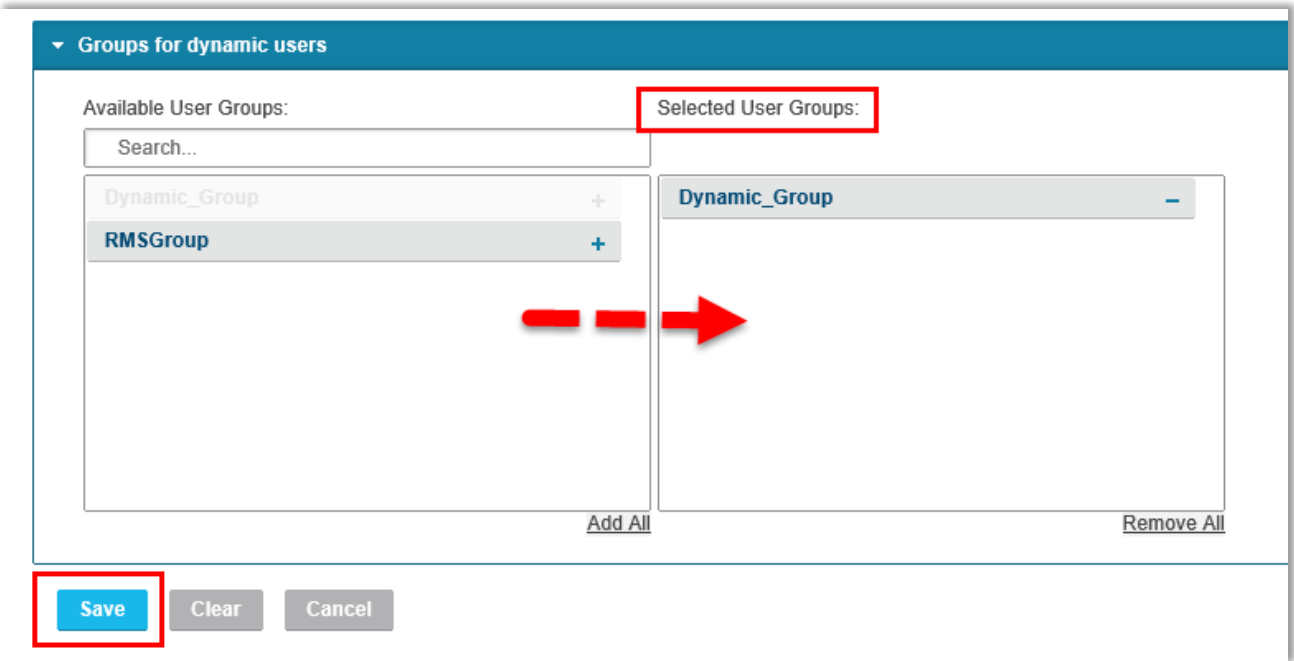 Groups for dynamic users
Available User Groups:
Selected User Groups:
Search...
Dynamic_Group +
RMSGroup +
Dynamic_Group −
Add All
Remove All
Save Clear Cancel